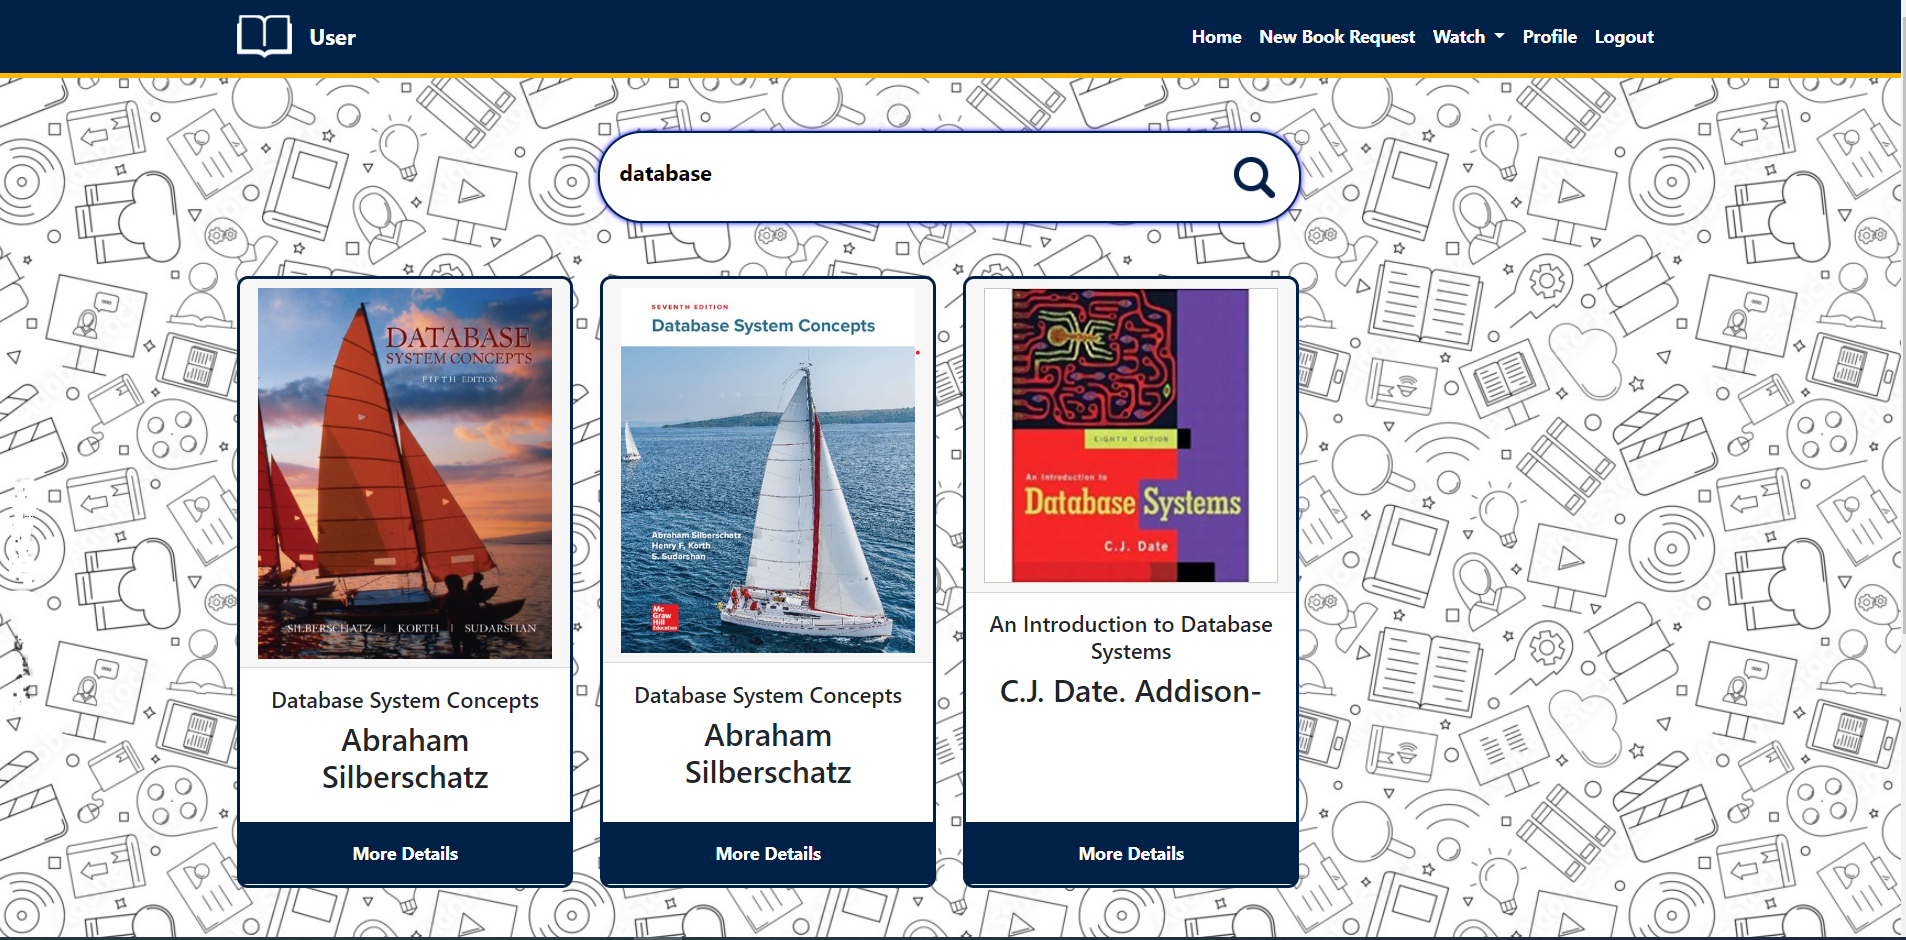 User
Home New Book Request Watch Profile Logout
database
DATABASE
SYSTEM CONCEPTS
FIFTH EDITION
SILBERSCHATZ | KORTH | SUDARSHAN
Database System Concepts
Abraham
Silberschatz
More Details
SEVENTH EDITION
Database System Concepts
Abraham Silberschatz
Henry F. Korth
S. Sudarshan
Mc
Graw
Hill
Education
Database System Concepts
Abraham
Silberschatz
More Details
EIGHTH EDITION
An Introduction to
Database Systems
C.J. Date
An Introduction to Database
Systems
C.J. Date. Addison-
More Details